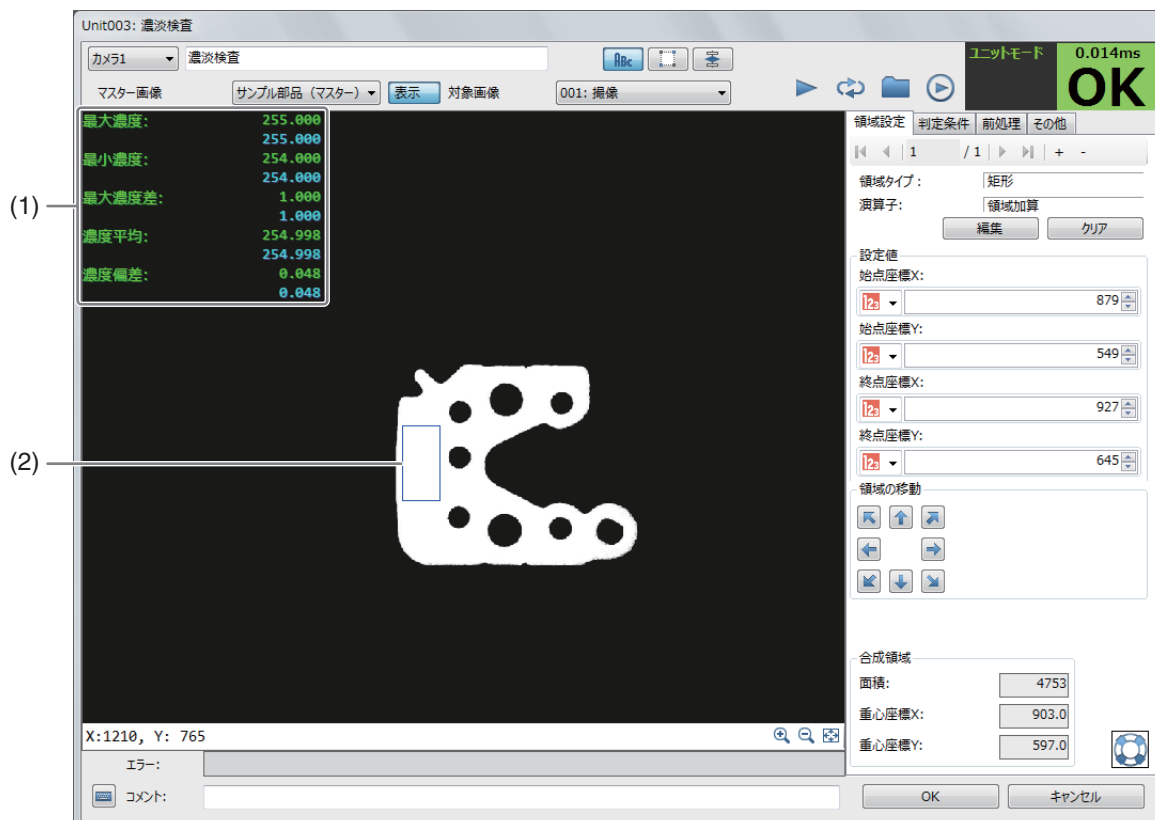 Unit003: 濃淡検査
カメラ1 濃淡検査 ABC ユニットモード 0.014ms
OK
マスター画像 サンプル部品（マスター） 表示 対象画像 001: 撮像
最大濃度: 255.000
255.000
最小濃度: 254.000
254.000
最大濃度差: 1.000
1.000
濃度平均: 254.998
254.998
濃度偏差: 0.048
0.048
(1)
(2)
領域設定 判定条件 前処理 その他
1 / 1 + -
領域タイプ: 矩形
演算子: 領域加算
編集 クリア
設定値
始点座標X:
123 879
始点座標Y:
123 549
終点座標X:
123 927
終点座標Y:
123 645
領域の移動
合成領域
面積: 4753
重心座標X: 903.0
重心座標Y: 597.0
X:1210, Y: 765
エラー:
コメント:
OK キャンセル